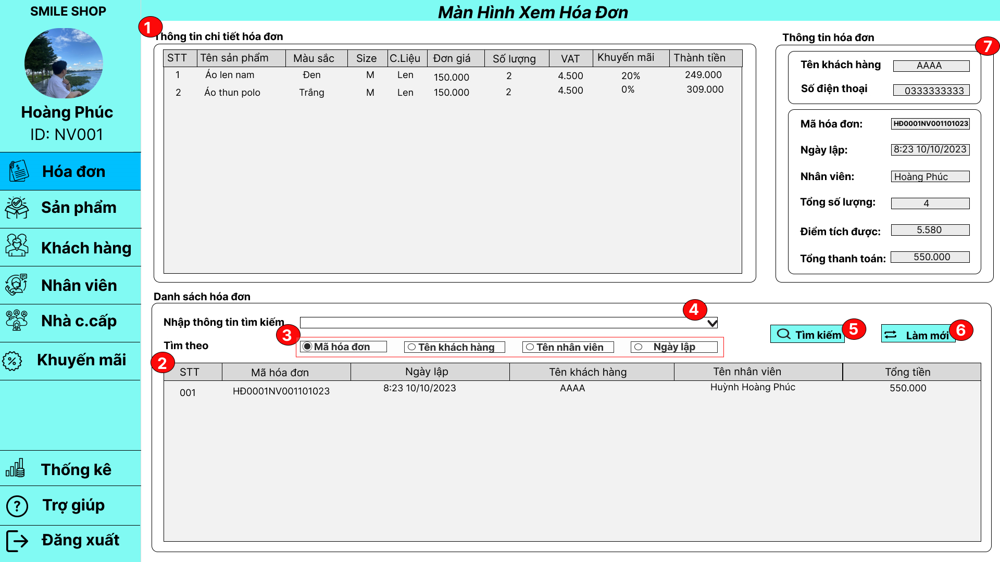 SMILE SHOP
Hoàng Phúc
ID: NV001
Hóa đơn
Sản phẩm
Khách hàng
Nhân viên
Nhà c.cấp
Khuyến mãi
Thống kê
Trợ giúp
Đăng xuất
Màn Hình Xem Hóa Đơn
1
Thông tin chi tiết hóa đơn
STT Tên sản phẩm Màu sắc Size C.Liệu Đơn giá Số lượng VAT Khuyến mãi Thành tiền
1 Áo len nam Đen M Len 150.000 2 4.500 20% 249.000
2 Áo thun polo Trắng M Len 150.000 2 4.500 0% 309.000
Thông tin hóa đơn
7
Tên khách hàng AAAA
Số điện thoại 0333333333
Mã hóa đơn: HĐ0001NV001101023
Ngày lập: 8:23 10/10/2023
Nhân viên: Hoàng Phúc
Tổng số lượng: 4
Điểm tích được: 5.580
Tổng thanh toán: 550.000
Danh sách hóa đơn
Nhập thông tin tìm kiếm
4
Tìm kiếm 5
Làm mới 6
3
Tìm theo Mã hóa đơn Tên khách hàng Tên nhân viên Ngày lập
2
STT Mã hóa đơn Ngày lập Tên khách hàng Tên nhân viên Tổng tiền
001 HĐ0001NV001101023 8:23 10/10/2023 AAAA Huỳnh Hoàng Phúc 550.000